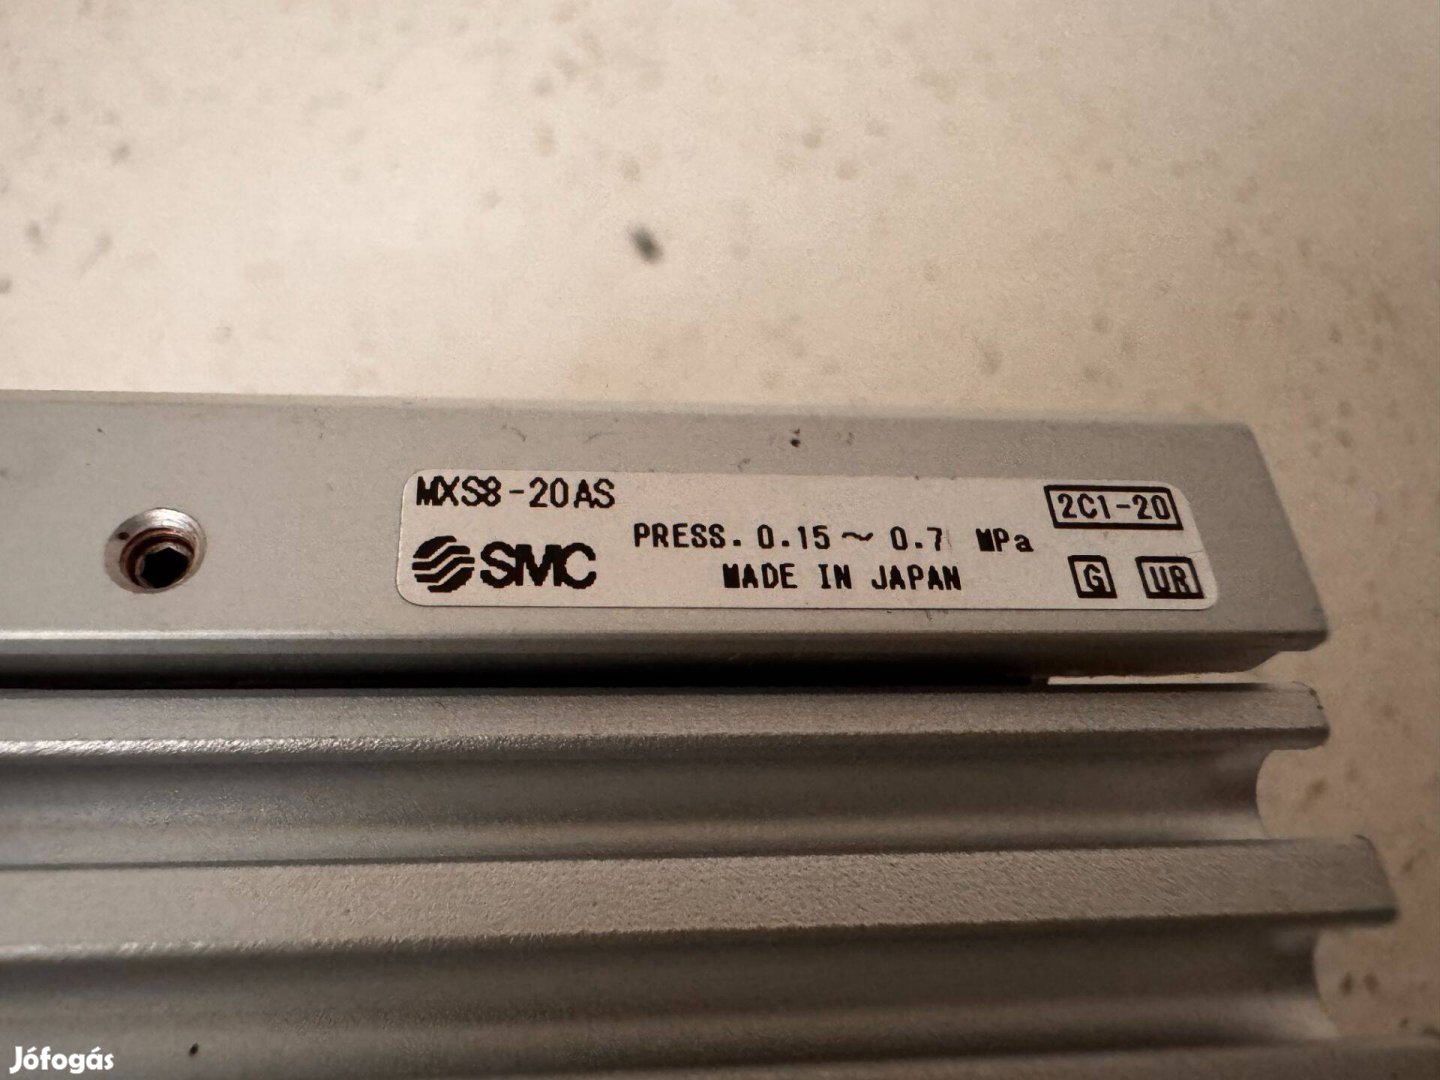 MXS8-20AS
2C1-20
SMC
PRESS. 0.15～0.7 MPa
MADE IN JAPAN
G UR
Jófogás